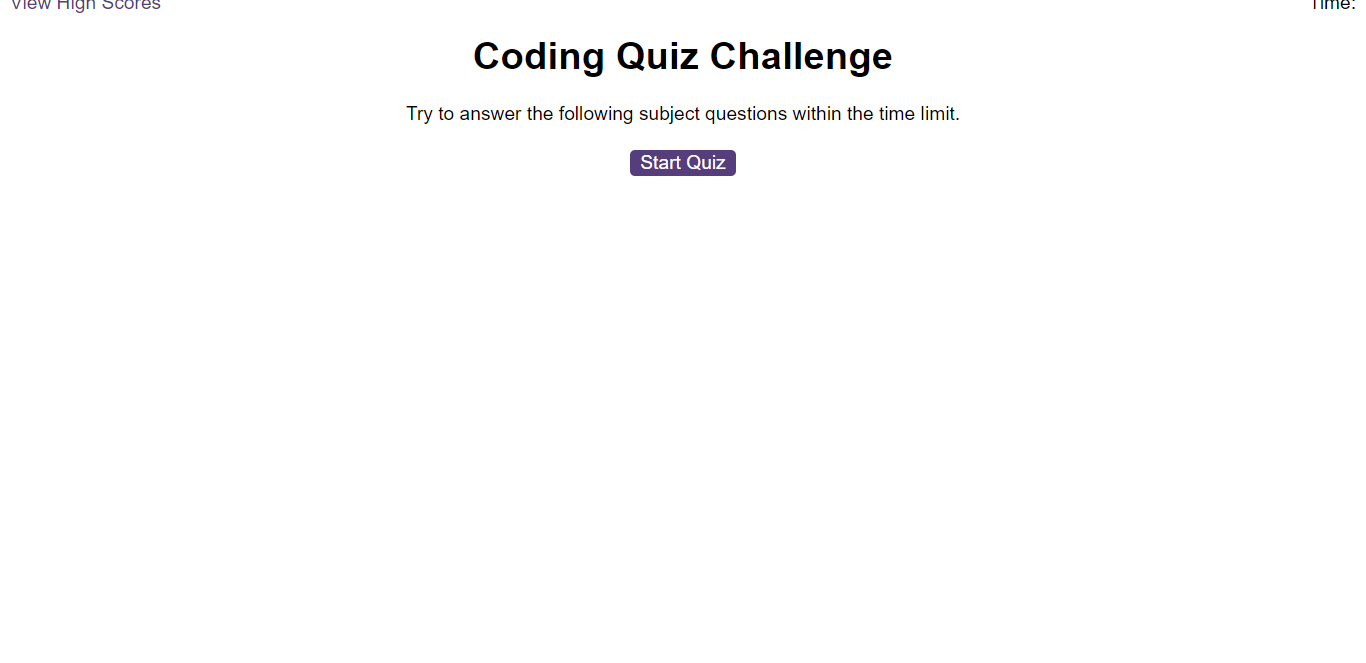 View High Scores
Time:
Coding Quiz Challenge
Try to answer the following subject questions within the time limit.
Start Quiz